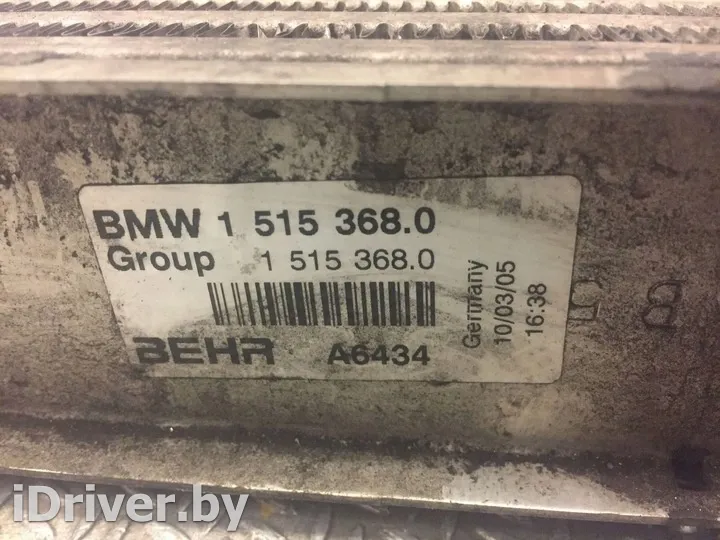 BMW 1 515 368.0
Group 1 515 368.0
BEHR A6434
Germany
10/03/05
16:38
iDriver.by